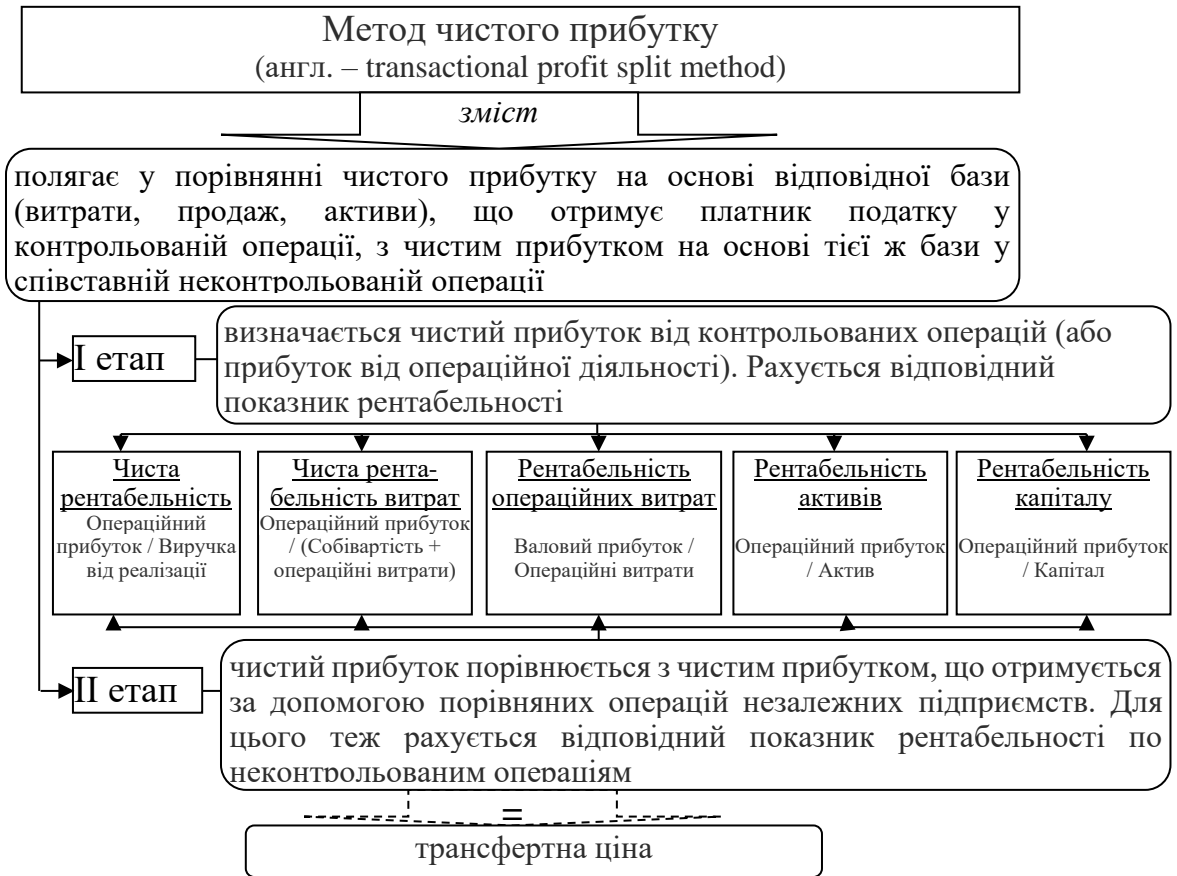 Метод чистого прибутку
(англ. – transactional profit split method)
зміст
полягає у порівнянні чистого прибутку на основі відповідної бази
(витрати, продаж, активи), що отримує платник податку у
контрольованій операції, з чистим прибутком на основі тієї ж бази у
співставній неконтрольованій операції
І етап
визначається чистий прибуток від контрольованих операцій (або
прибуток від операційної діяльності). Рахується відповідний
показник рентабельності
Чиста
рентабельність
Операційний
прибуток / Виручка
від реалізації
Чиста рента-
бельність витрат
Операційний прибуток
/ (Собівартість +
операційні витрати)
Рентабельність
операційних витрат
Валовий прибуток /
Операційні витрати
Рентабельність
активів
Операційний прибуток
/ Актив
Рентабельність
капіталу
Операційний прибуток
/ Капітал
ІІ етап
чистий прибуток порівнюється з чистим прибутком, що отримується
за допомогою порівняних операцій незалежних підприємств. Для
цього теж рахується відповідний показник рентабельності по
неконтрольованим операціям
=
трансфертна ціна